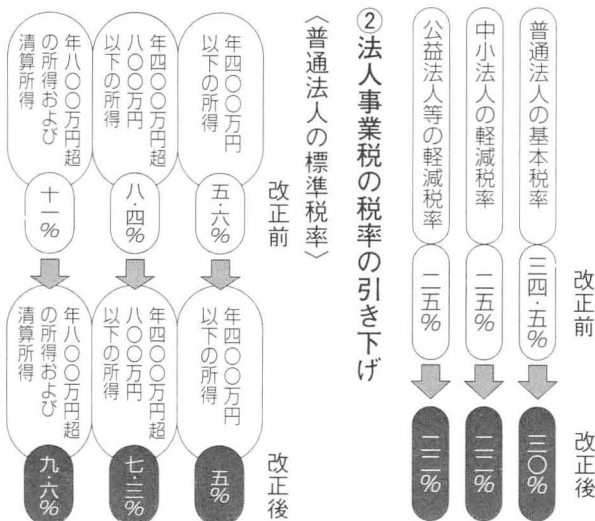 改正前
改正後
普通法人の基本税率
三四・五%
三〇%
中小法人の軽減税率
二五%
二二%
公益法人等の軽減税率
二五%
二二%
②法人事業税の税率の引き下げ
〈普通法人の標準税率〉
改正前
改正後
年四〇〇万円
以下の所得
五・六%
年四〇〇万円
以下の所得
五%
年四〇〇万円超
八〇〇万円
以下の所得
八・四%
年四〇〇万円超
八〇〇万円
以下の所得
七・三%
年八〇〇万円超
の所得および
清算所得
十一%
年八〇〇万円超
の所得および
清算所得
九・六%